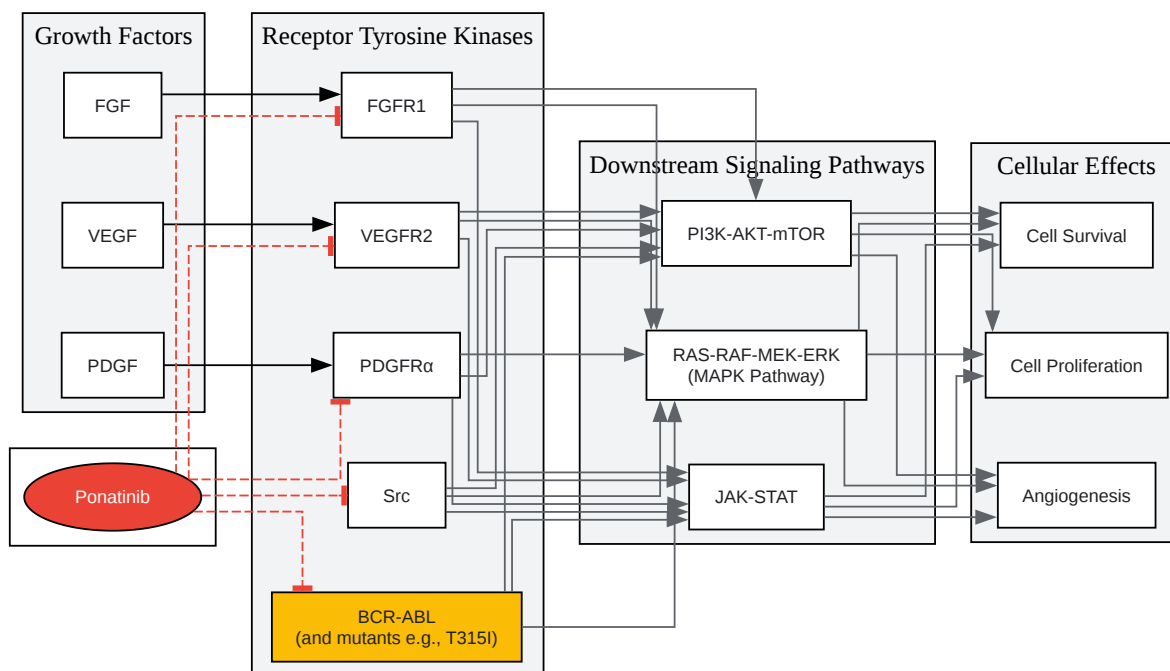 Growth Factors
FGF
VEGF
PDGF
Ponatinib
Receptor Tyrosine Kinases
FGFR1
VEGFR2
PDGFRα
Src
BCR-ABL
(and mutants e.g., T315I)
Downstream Signaling Pathways
PI3K-AKT-mTOR
RAS-RAF-MEK-ERK
(MAPK Pathway)
JAK-STAT
Cellular Effects
Cell Survival
Cell Proliferation
Angiogenesis